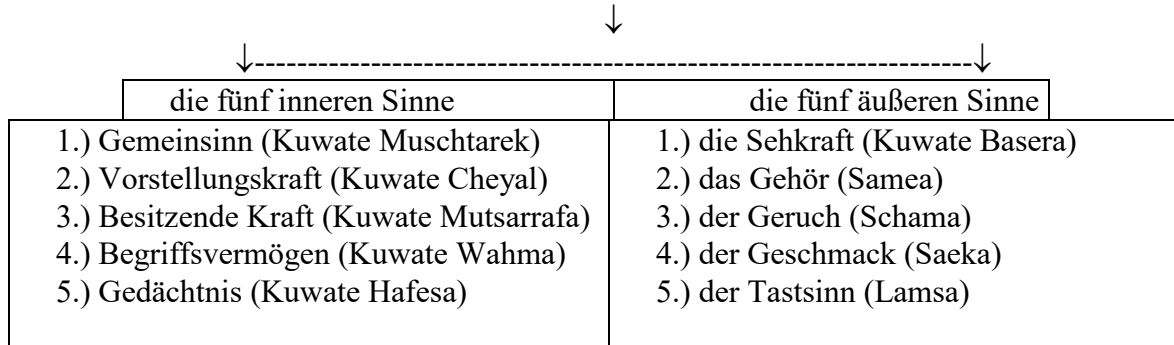 ↓
↓-----------------------------------------------------------------------↓
die fünf inneren Sinne
die fünf äußeren Sinne
1.) Gemeinsinn (Kuwate Muschtarek)
2.) Vorstellungskraft (Kuwate Cheyal)
3.) Besitzende Kraft (Kuwate Mutsarrafa)
4.) Begriffsvermögen (Kuwate Wahma)
5.) Gedächtnis (Kuwate Hafesa)
1.) die Sehkraft (Kuwate Basera)
2.) das Gehör (Samea)
3.) der Geruch (Schama)
4.) der Geschmack (Saeka)
5.) der Tastsinn (Lamsa)